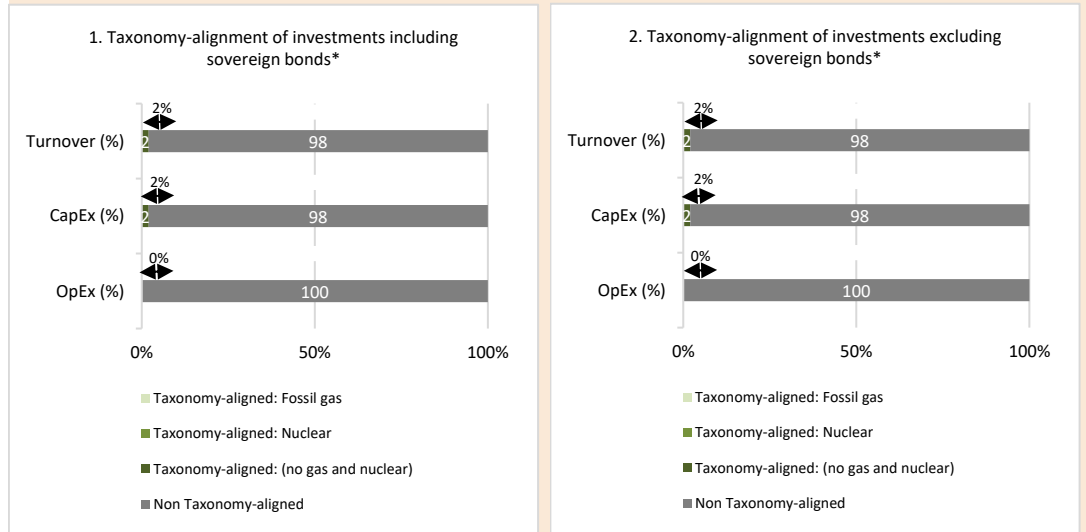 1. Taxonomy-alignment of investments including
sovereign bonds*
2%
Turnover (%)
2
98
2%
CapEx (%)
2
98
0%
OpEx (%)
100
0%
50%
100%
Taxonomy-aligned: Fossil gas
Taxonomy-aligned: Nuclear
Taxonomy-aligned: (no gas and nuclear)
Non Taxonomy-aligned
2. Taxonomy-alignment of investments excluding
sovereign bonds*
2%
Turnover (%)
2
98
2%
CapEx (%)
2
98
0%
OpEx (%)
100
0%
50%
100%
Taxonomy-aligned: Fossil gas
Taxonomy-aligned: Nuclear
Taxonomy-aligned: (no gas and nuclear)
Non Taxonomy-aligned